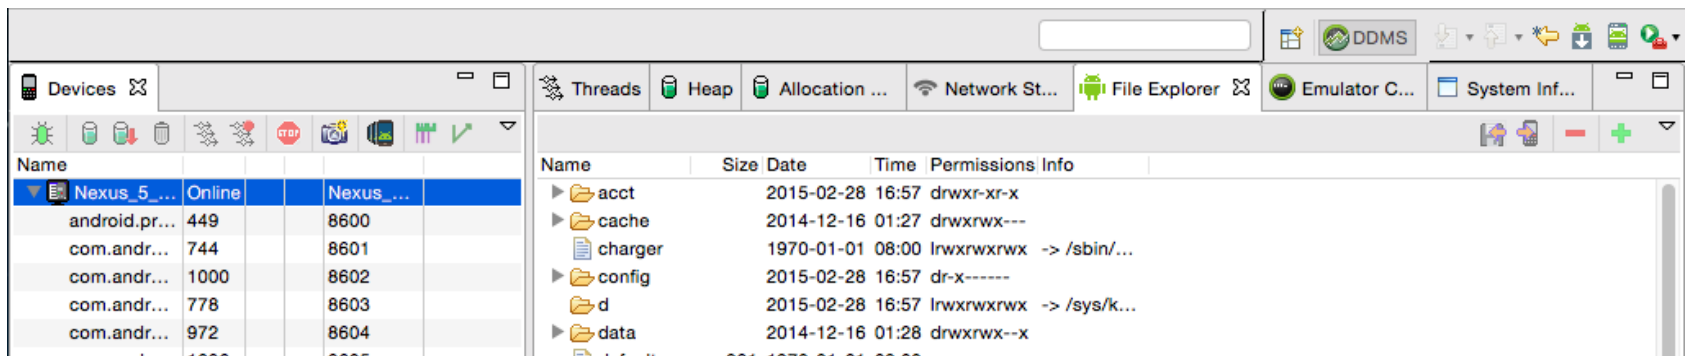 DDMS
Devices
Threads Heap Allocation ... Network St... File Explorer Emulator C... System Inf...
STOP
Name
Nexus_5_... Online Nexus_...
android.pr... 449 8600
com.andr... 744 8601
com.andr... 1000 8602
com.andr... 778 8603
com.andr... 972 8604
Name Size Date Time Permissions Info
acct 2015-02-28 16:57 drwxr-xr-x
cache 2014-12-16 01:27 drwxrwx---
charger 1970-01-01 08:00 lrwxrwxrwx -> /sbin/...
config 2015-02-28 16:57 dr-x------
d 2015-02-28 16:57 lrwxrwxrwx -> /sys/k...
data 2014-12-16 01:28 drwxrwx--x